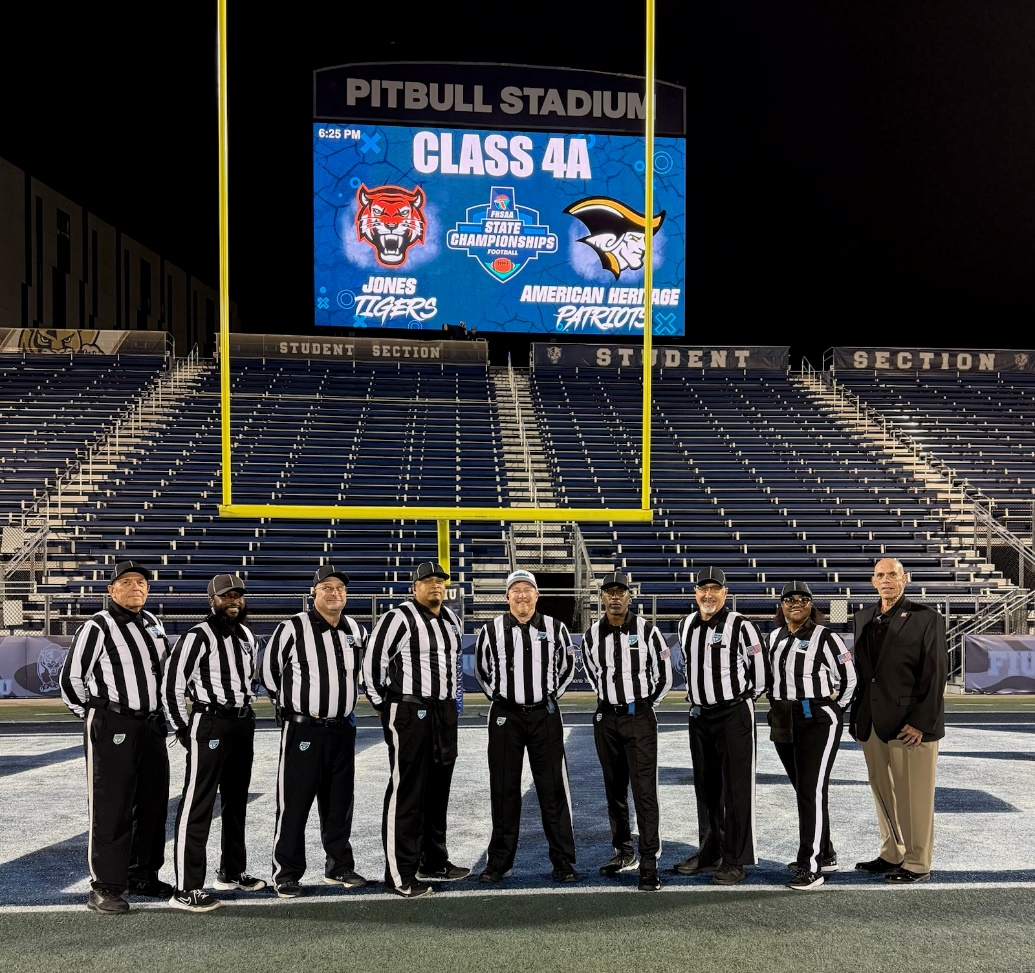 PITBULL STADIUM
6:25 PM
CLASS 4A
FHSAA
STATE
CHAMPIONSHIPS
FOOTBALL
JONES
TIGERS
AMERICAN HERITAGE
PATRIOTS
STUDENT SECTION
STUDENT
SECTION
FIU